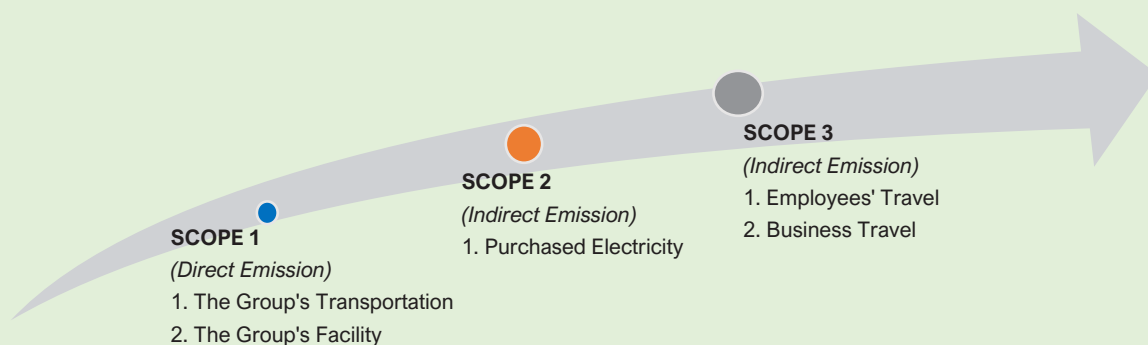 SCOPE 1
(Direct Emission)
1. The Group's Transportation
2. The Group's Facility
SCOPE 2
(Indirect Emission)
1. Purchased Electricity
SCOPE 3
(Indirect Emission)
1. Employees' Travel
2. Business Travel